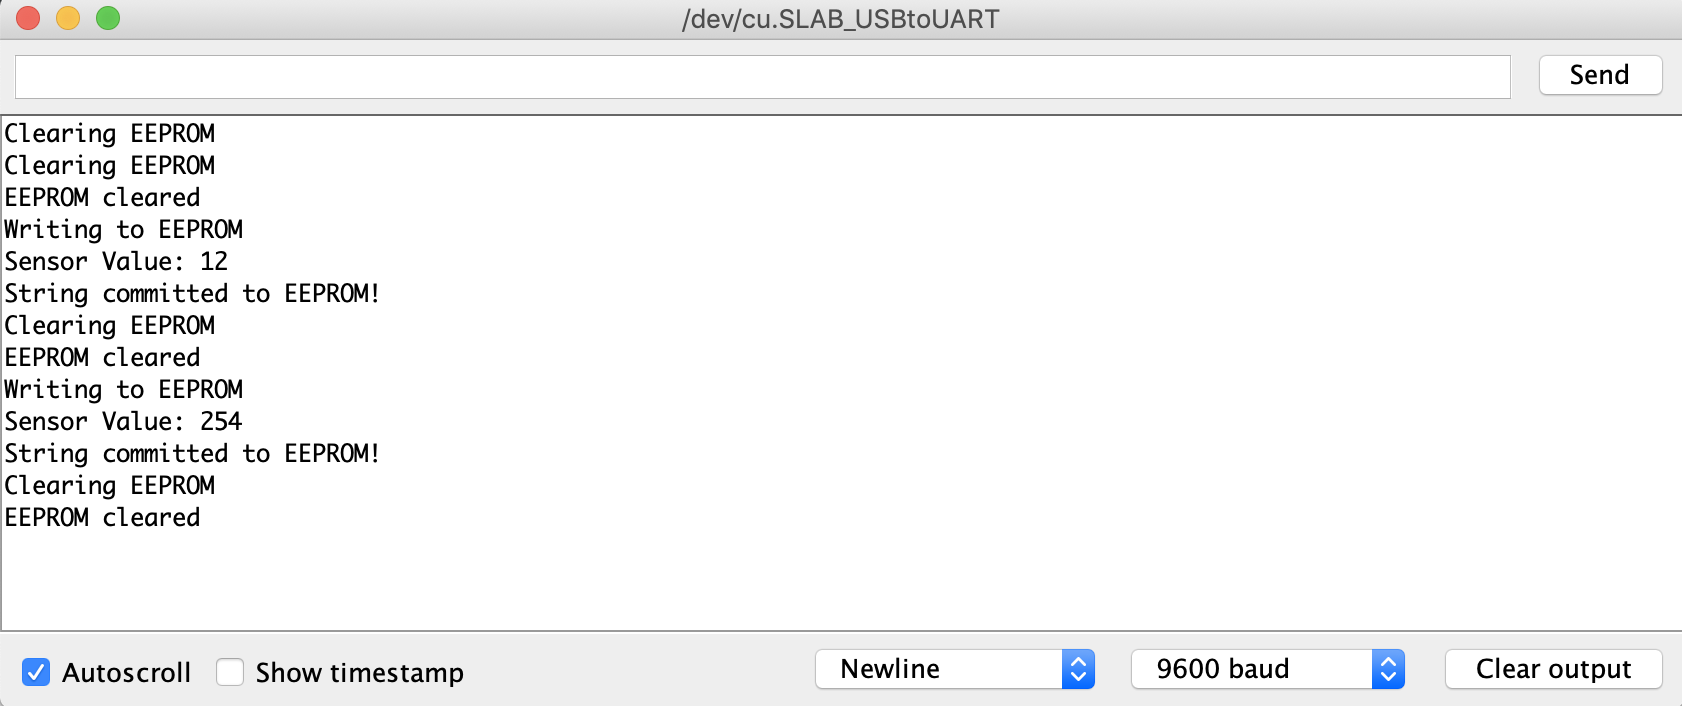 /dev/cu.SLAB_USBtoUART
Send
Clearing EEPROM
Clearing EEPROM
EEPROM cleared
Writing to EEPROM
Sensor Value: 12
String committed to EEPROM!
Clearing EEPROM
EEPROM cleared
Writing to EEPROM
Sensor Value: 254
String committed to EEPROM!
Clearing EEPROM
EEPROM cleared
Autoscroll Show timestamp Newline 9600 baud Clear output